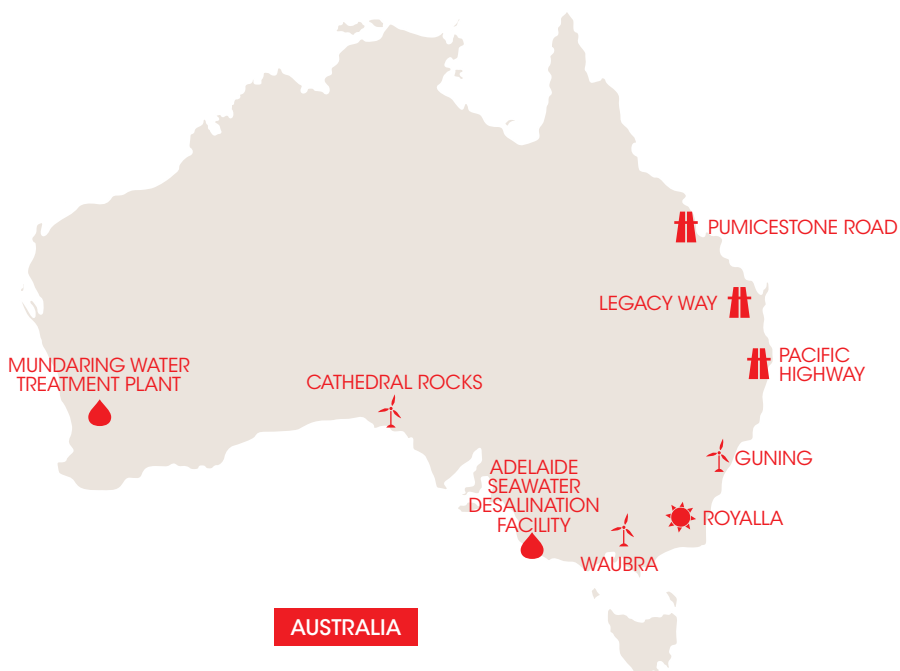 PUMICESTONE ROAD
LEGACY WAY
PACIFIC
HIGHWAY
MUNDARING WATER
TREATMENT PLANT
CATHEDRAL ROCKS
GUNING
ADELAIDE
SEAWATER
DESALINATION
FACILITY
ROYALLA
WAUBRA
AUSTRALIA